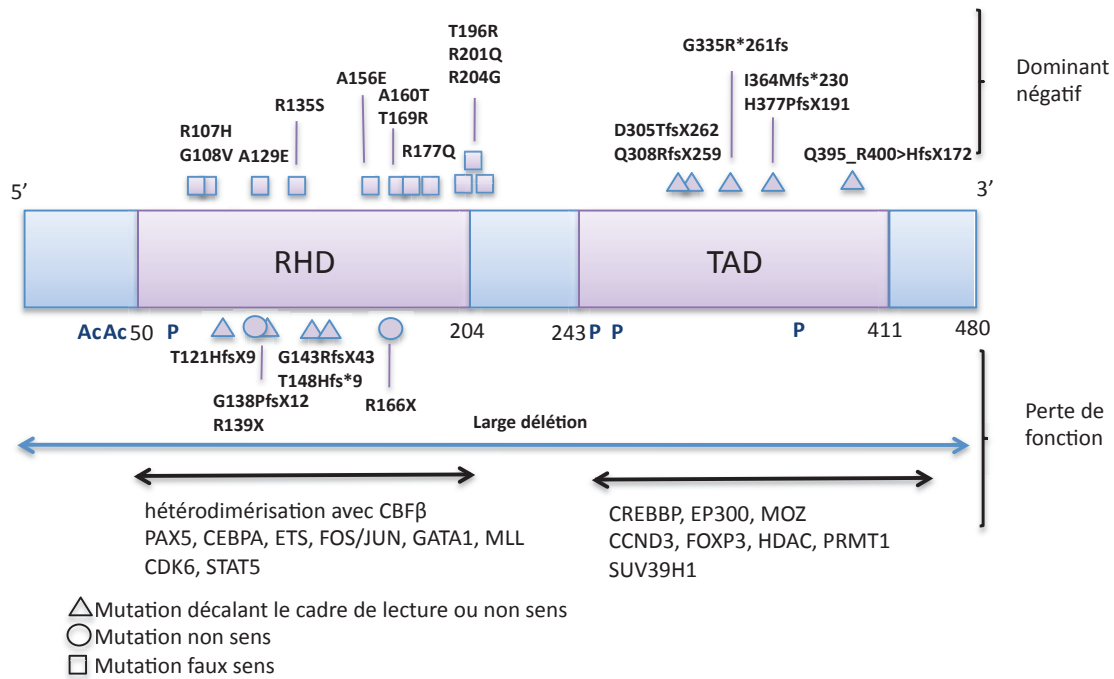 T196R
R201Q
R204G
G335R*261fs
Dominant
négatif
A156E
A160T
T169R
I364Mfs*230
H377PfsX191
R135S
R107H
G108V
A129E
R177Q
D305TfsX262
Q308RfsX259
Q395_R400>HfsX172
5’
3’
RHD
TAD
AcAc
50
P
204
243
P
P
P
411
480
T121HfsX9
G143RfsX43
T148Hfs*9
G138PfsX12
R139X
R166X
Large délétion
Perte de
fonction
hétérodimérisation avec CBFβ
PAX5, CEBPA, ETS, FOS/JUN, GATA1, MLL
CDK6, STAT5
CREBBP, EP300, MOZ
CCND3, FOXP3, HDAC, PRMT1
SUV39H1
Mutation décalant le cadre de lecture ou non sens
Mutation non sens
Mutation faux sens